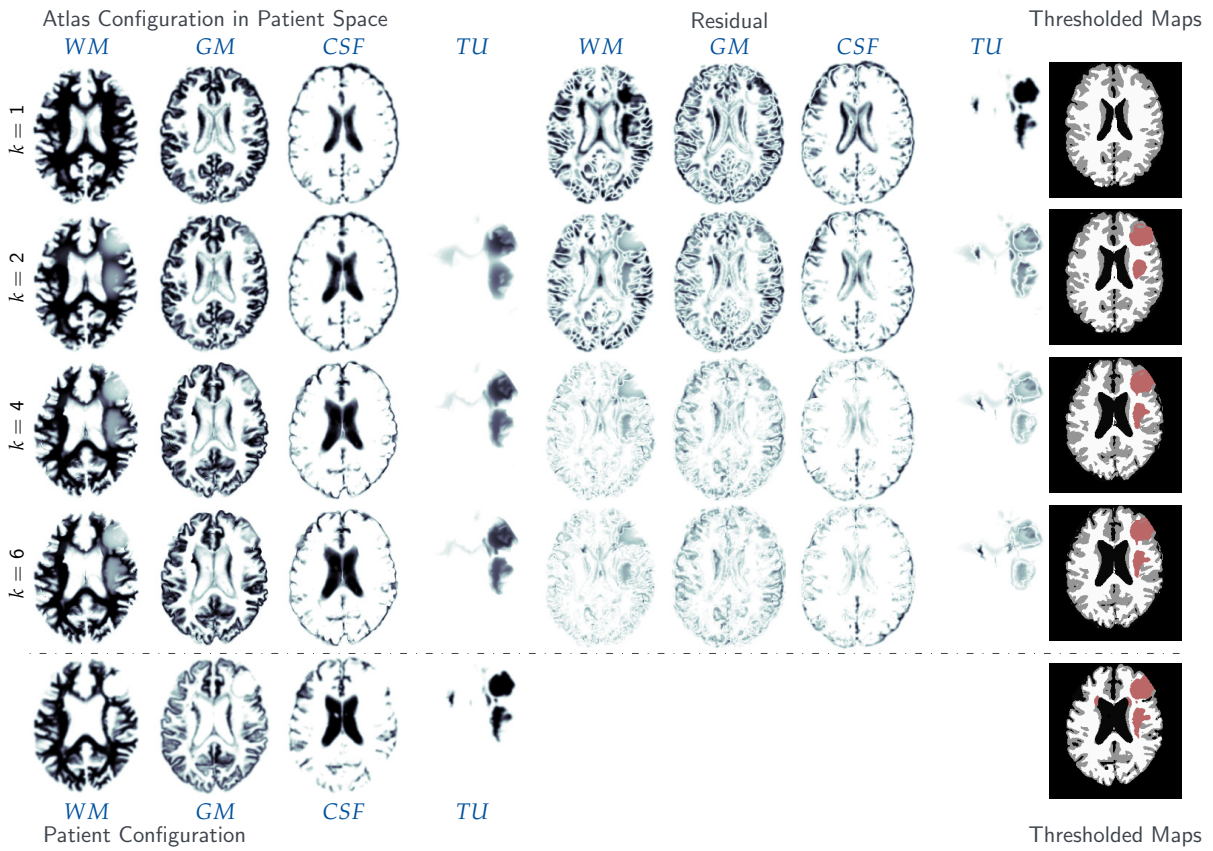 Atlas Configuration in Patient Space Residual Thresholded Maps
WM GM CSF TU WM GM CSF TU
k = 1
k = 2
k = 4
k = 6
WM GM CSF TU
Patient Configuration Thresholded Maps